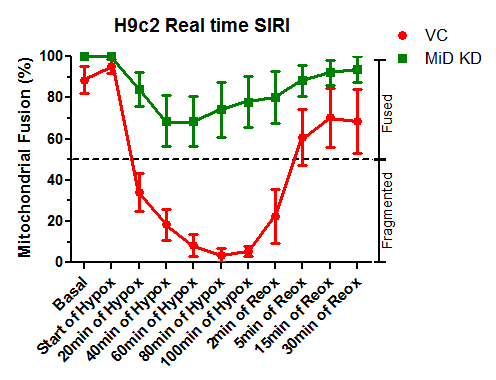 H9c2 Real time SIRI
VC
MiD KD
Mitochondrial Fusion (%)
100
80
60
40
20
0
Fused
Fragmented
Basal
Start of Hypox
20min of Hypox
40min of Hypox
60min of Hypox
80min of Hypox
100min of Hypox
2min of Reox
5min of Reox
15min of Reox
30min of Reox